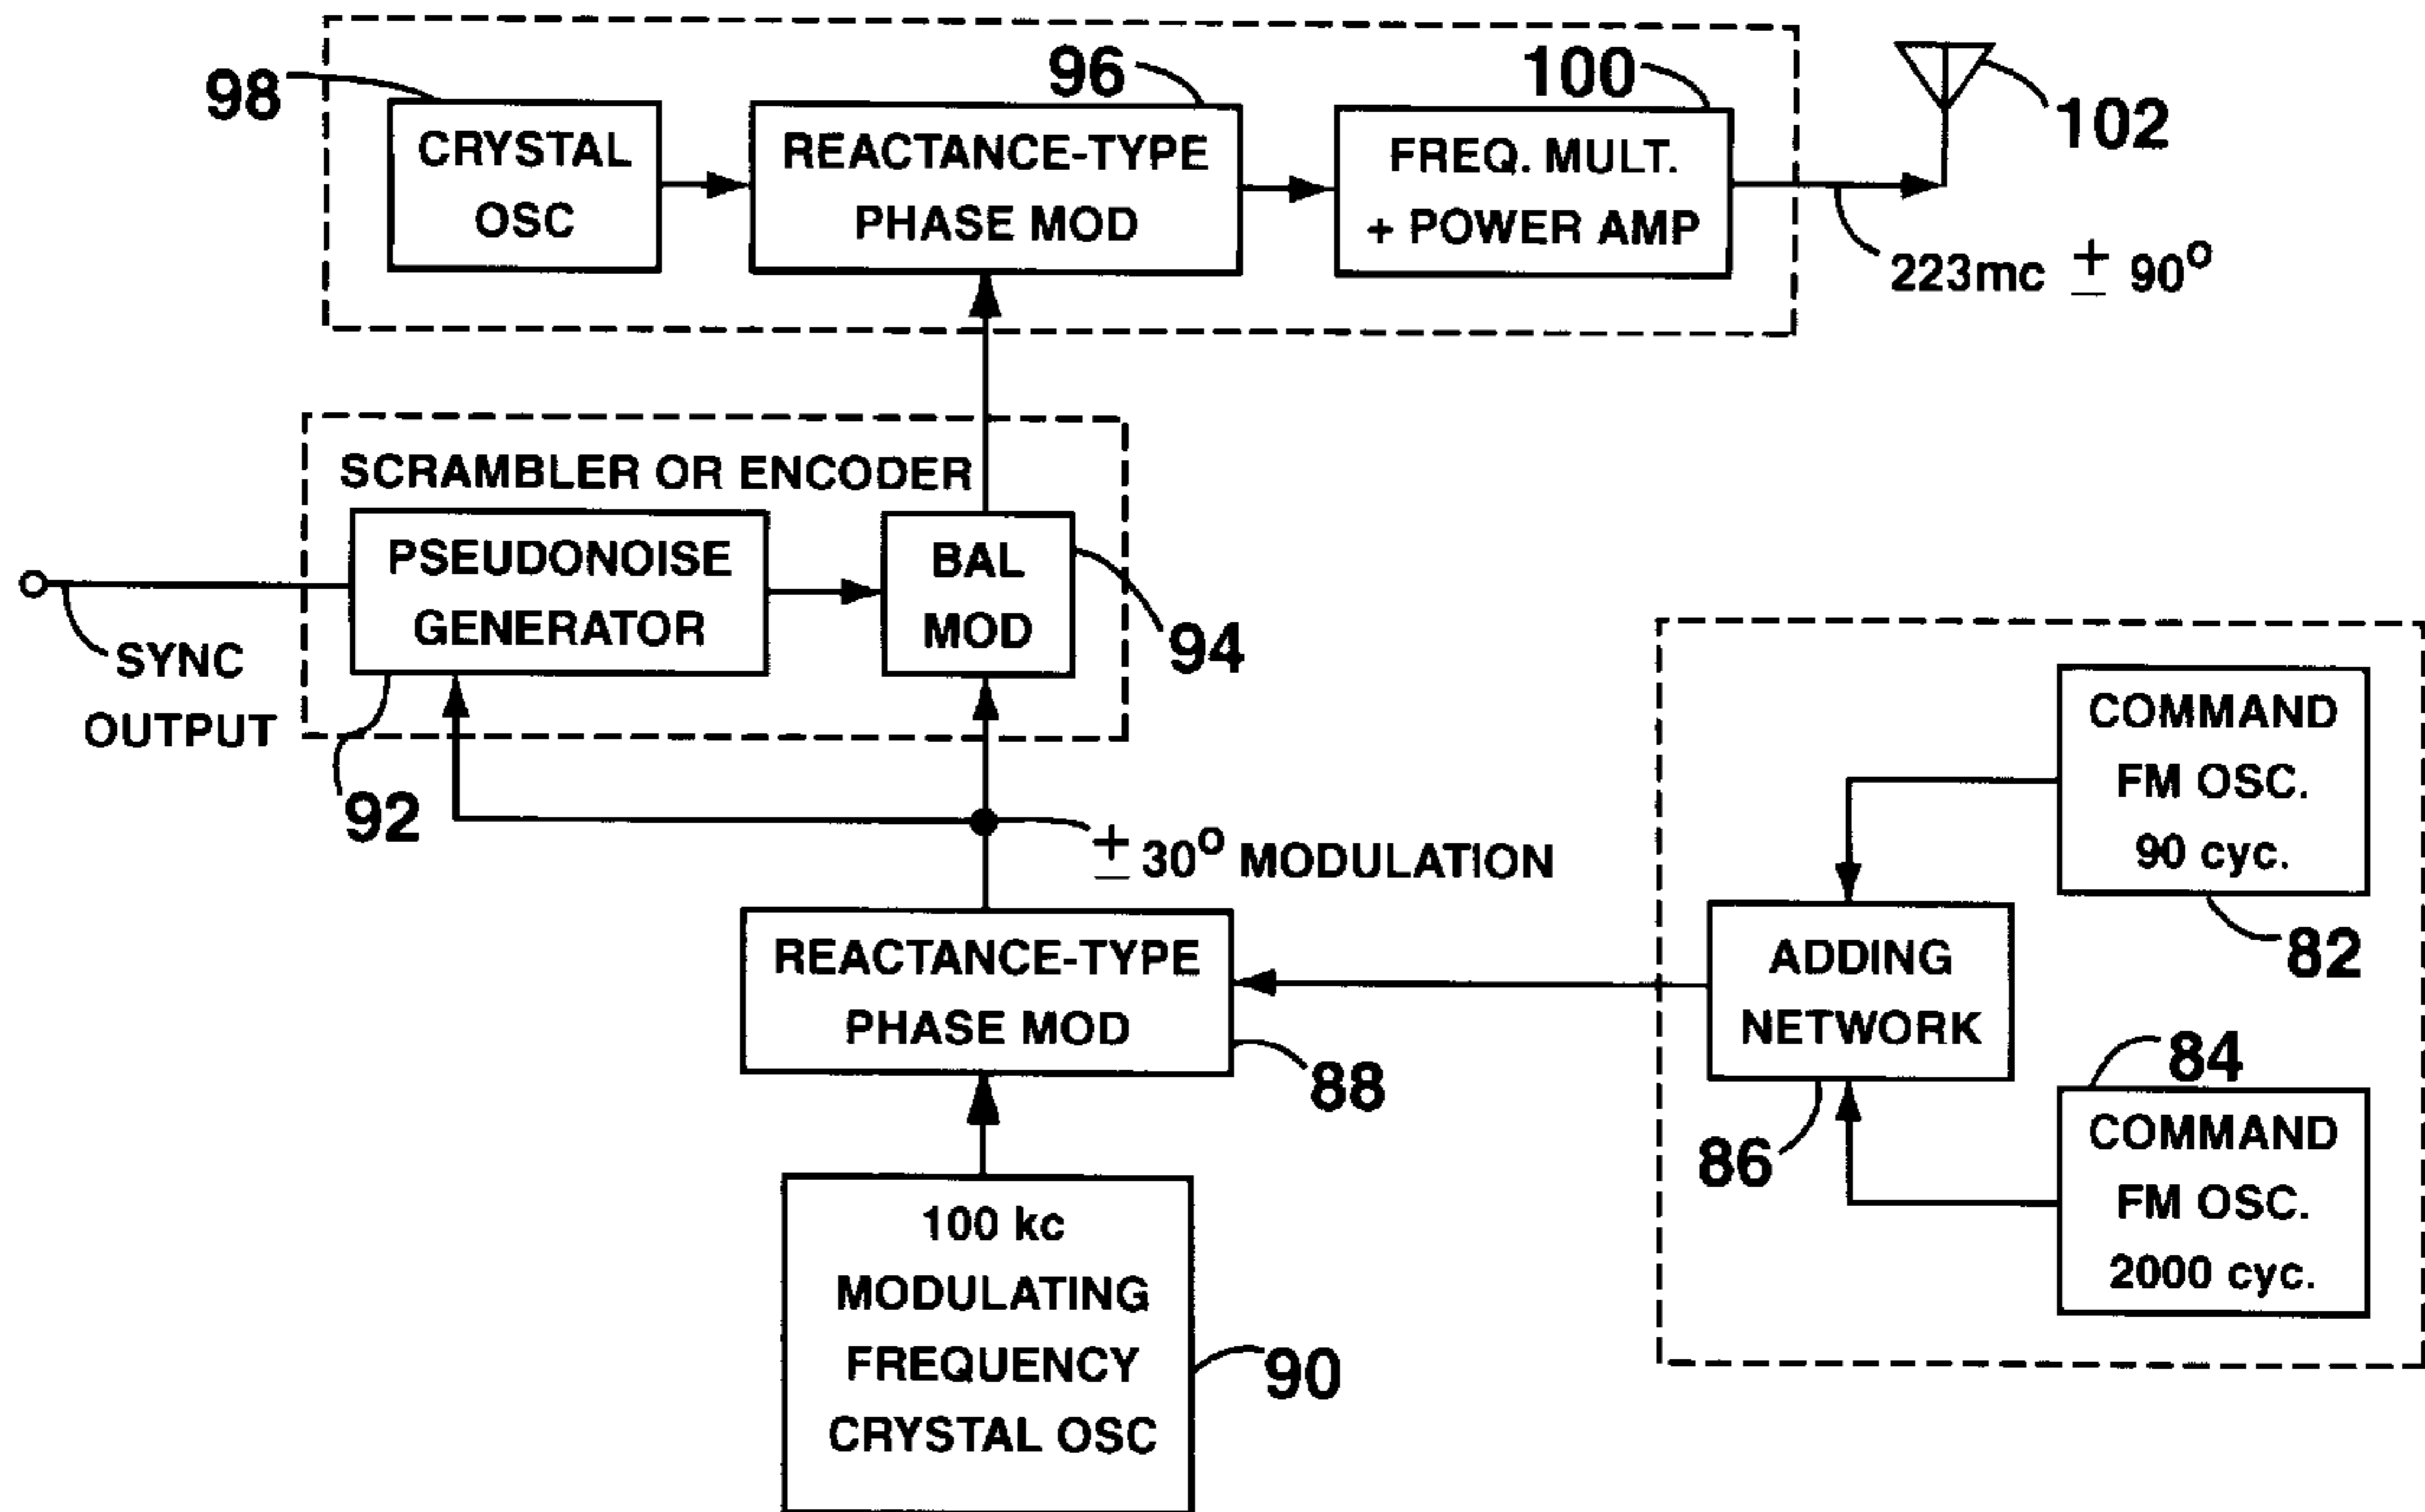 98
CRYSTAL
OSC
96
REACTANCE-TYPE
PHASE MOD
100
FREQ. MULT.
+ POWER AMP
102
223mc ± 90°
SCRAMBLER OR ENCODER
PSEUDONOISE
GENERATOR
BAL
MOD
94
SYNC
OUTPUT
92
± 30° MODULATION
COMMAND
FM OSC.
90 cyc.
82
REACTANCE-TYPE
PHASE MOD
88
ADDING
NETWORK
86
84
COMMAND
FM OSC.
2000 cyc.
100 kc
MODULATING
FREQUENCY
CRYSTAL OSC
90